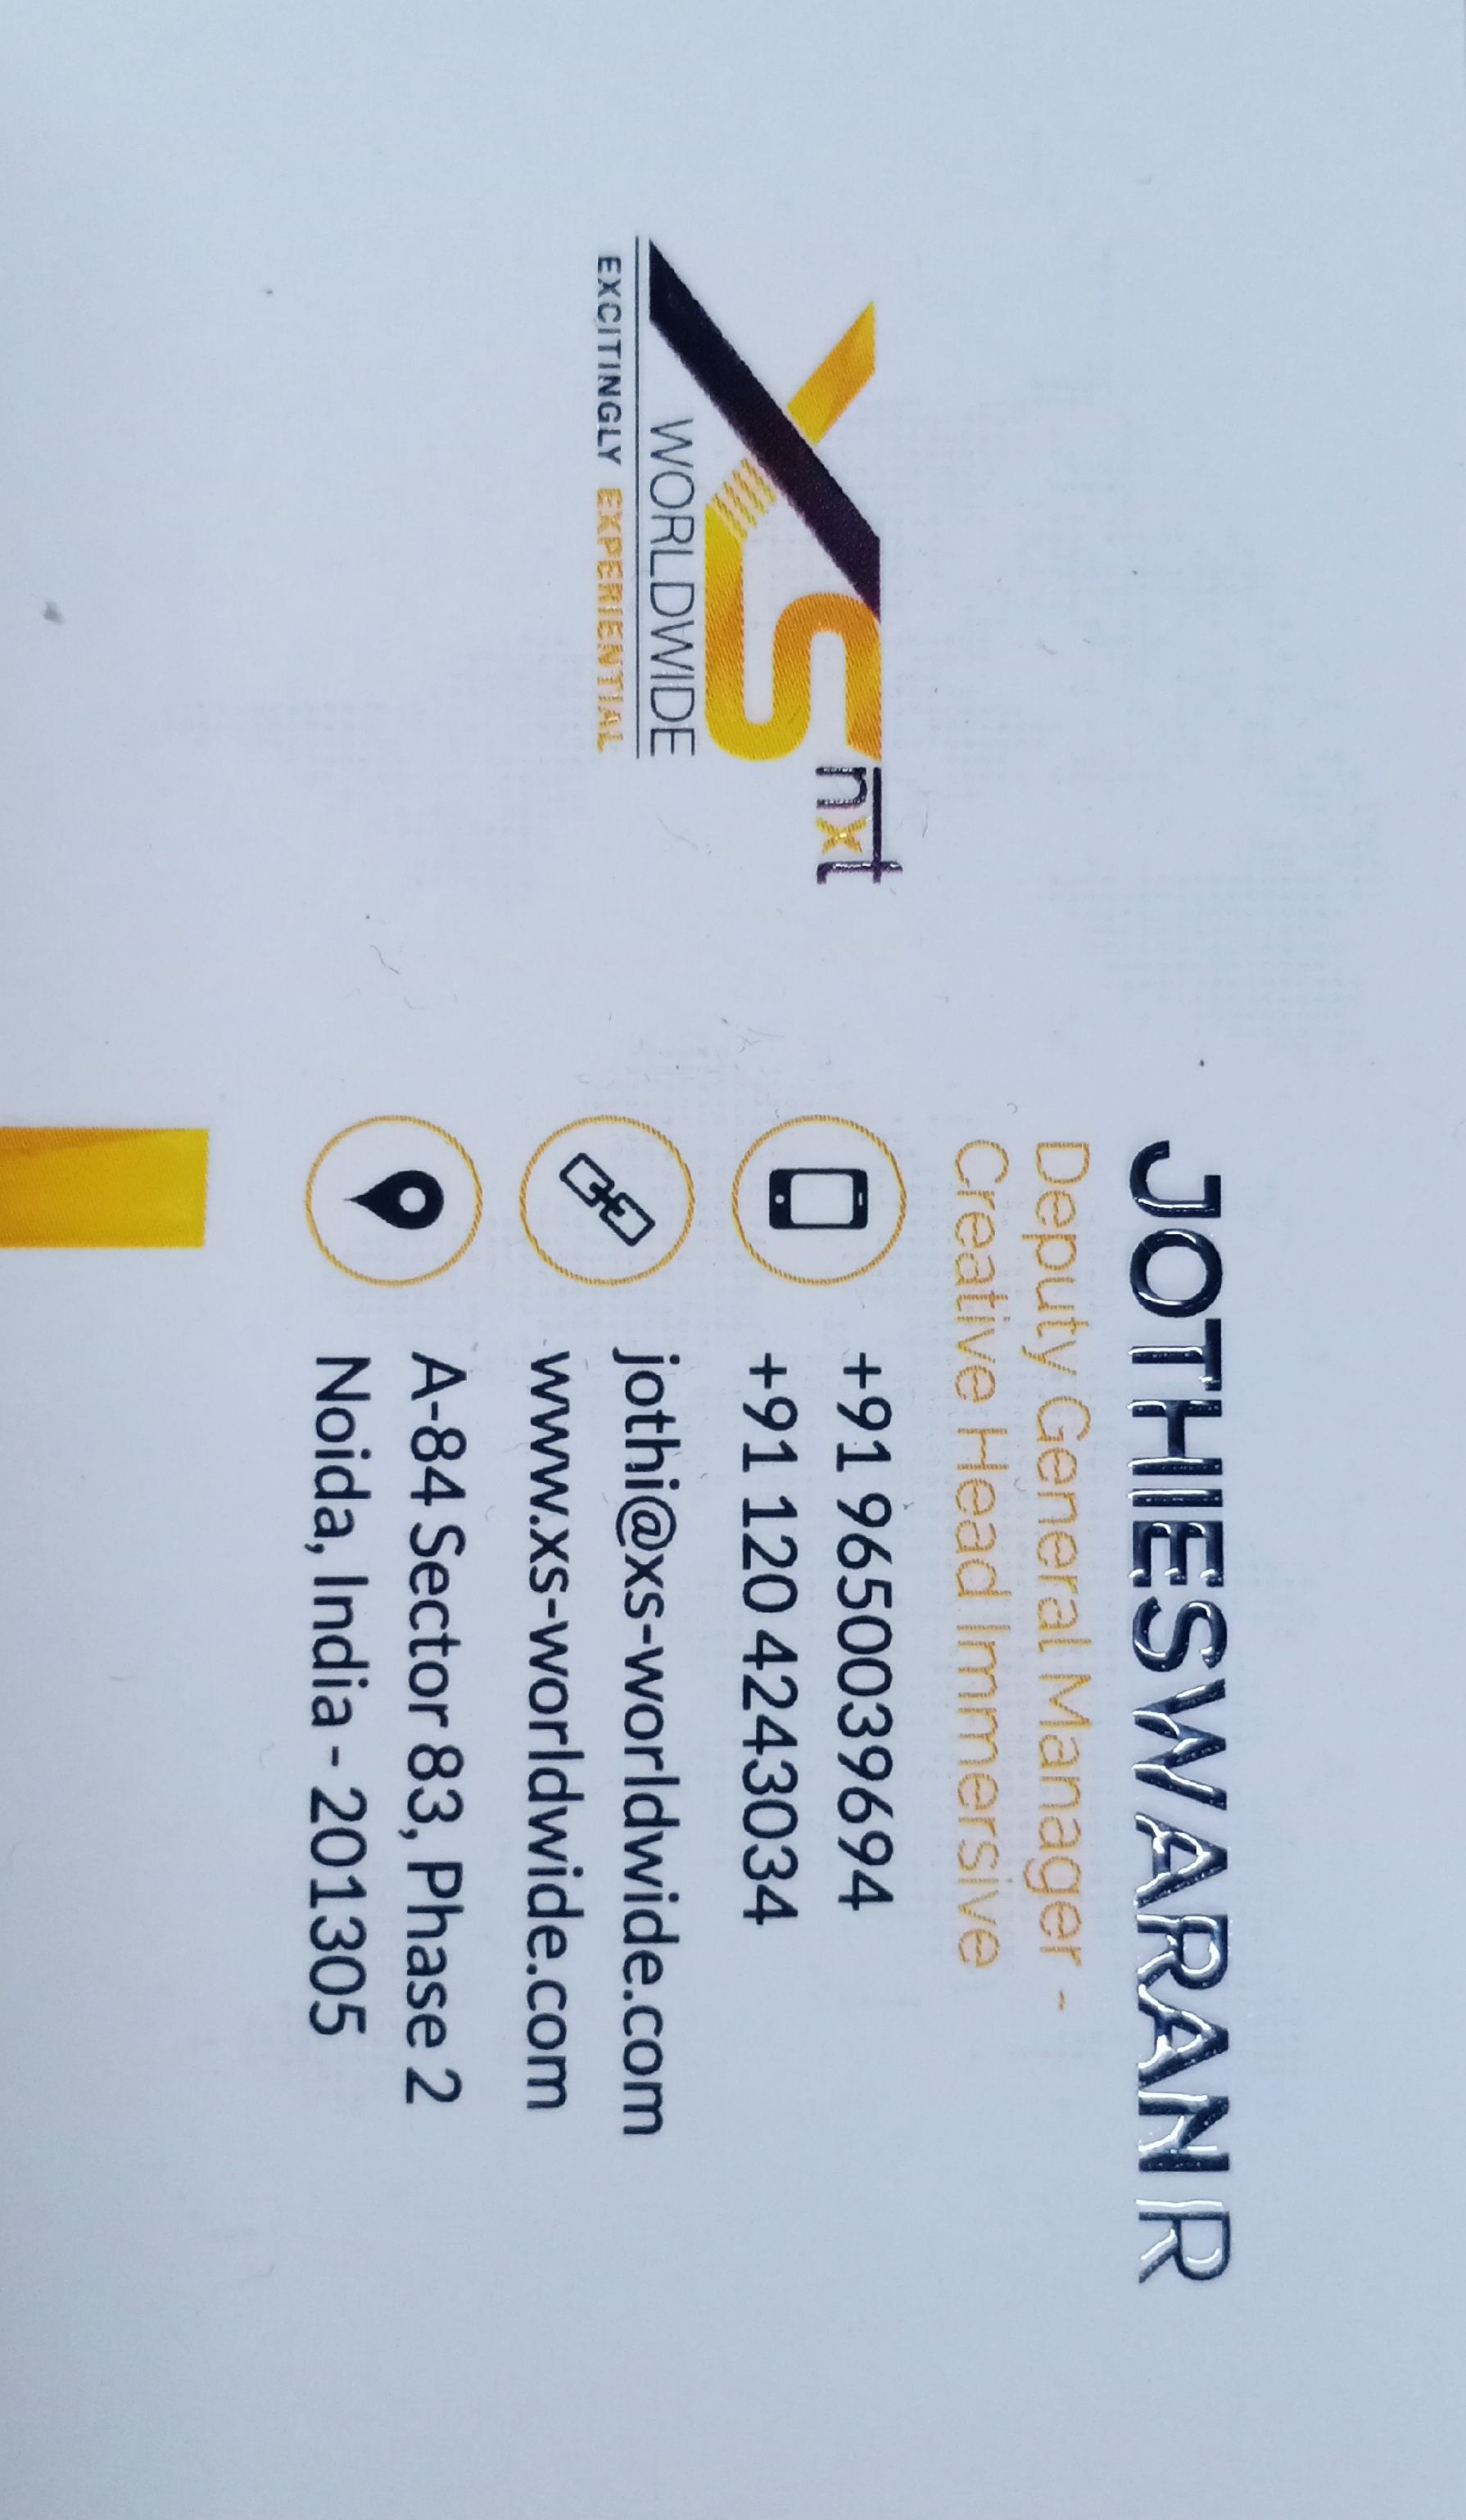 XS nxt
WORLDWIDE
EXCITINGLY EXPERIENTIAL
JOTHIESWARAN R
Deputy General Manager -
Creative Head Immersive
+91 9650039694
+91 120 4243034
jothi@xs-worldwide.com
www.xs-worldwide.com
A-84 Sector 83, Phase 2
Noida, India - 201305